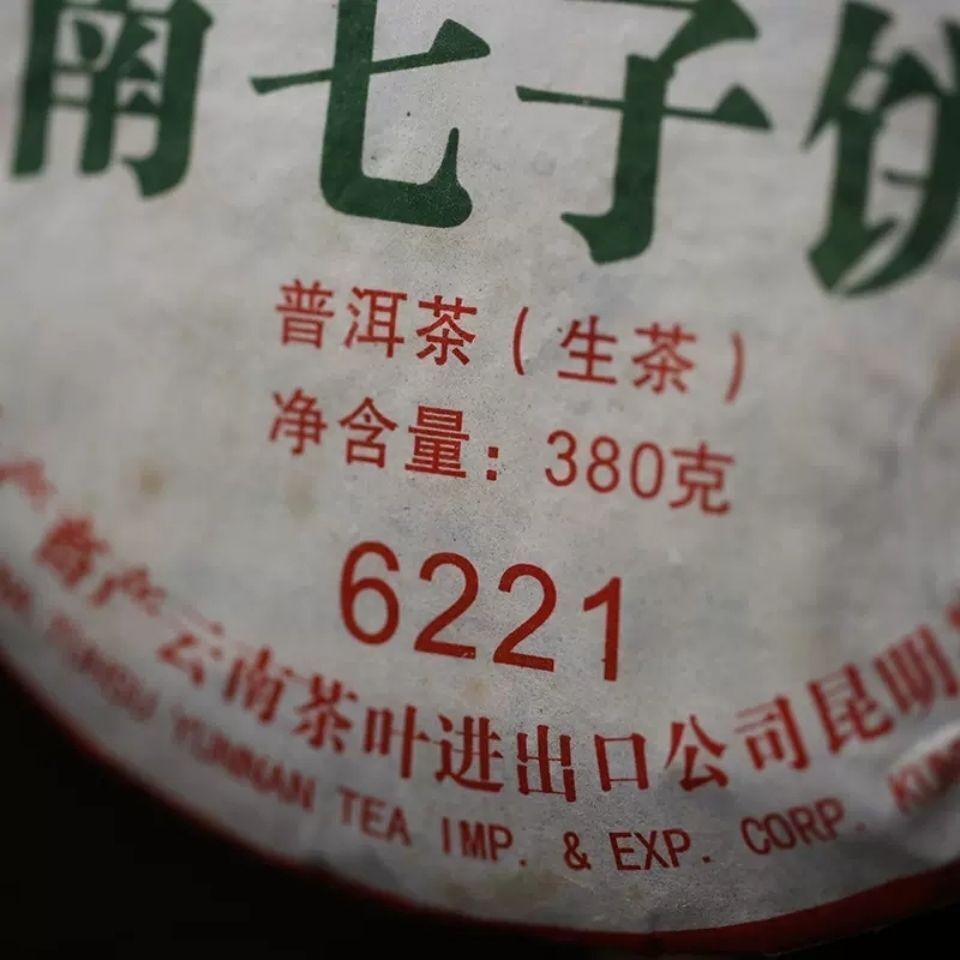 南七子饼
普洱茶（生茶）
净含量：380克
6221
云南茶叶进出口公司昆明
YUNNAN TEA IMP. & EXP. CORP.